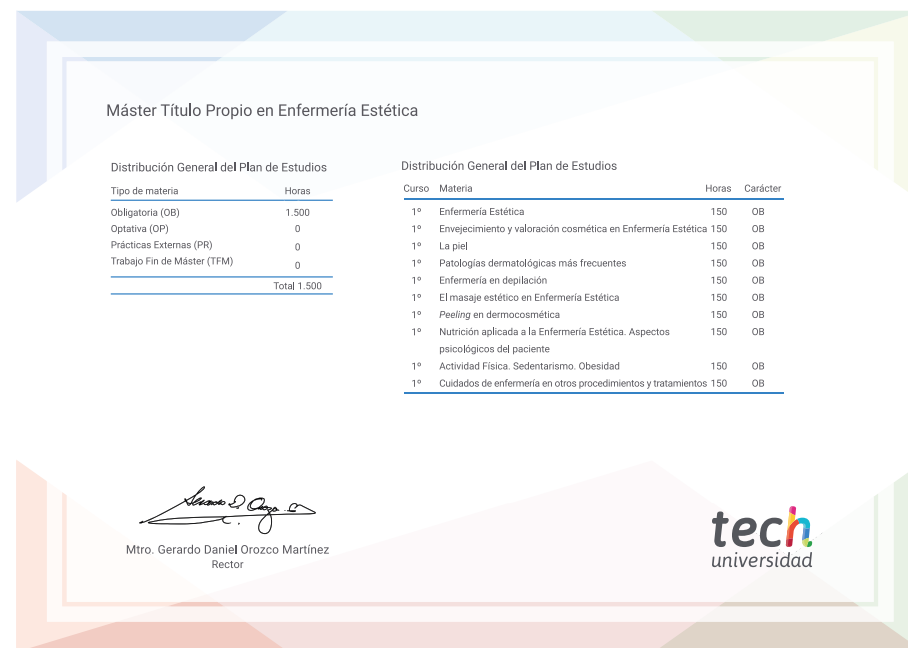 Máster Título Propio en Enfermería Estética
Distribución General del Plan de Estudios
Tipo de materia Horas
Obligatoria (OB) 1.500
Optativa (OP) 0
Prácticas Externas (PR) 0
Trabajo Fin de Máster (TFM) 0
Total 1.500
Distribución General del Plan de Estudios
Curso Materia Horas Carácter
1º Enfermería Estética 150 OB
1º Envejecimiento y valoración cosmética en Enfermería Estética 150 OB
1º La piel 150 OB
1º Patologías dermatológicas más frecuentes 150 OB
1º Enfermería en depilación 150 OB
1º El masaje estético en Enfermería Estética 150 OB
1º Peeling en dermocosmética 150 OB
1º Nutrición aplicada a la Enfermería Estética. Aspectos 150 OB
psicológicos del paciente
1º Actividad Física. Sedentarismo. Obesidad 150 OB
1º Cuidados de enfermería en otros procedimientos y tratamientos 150 OB
Mtro. Gerardo Daniel Orozco Martínez
Rector
tech
universidad